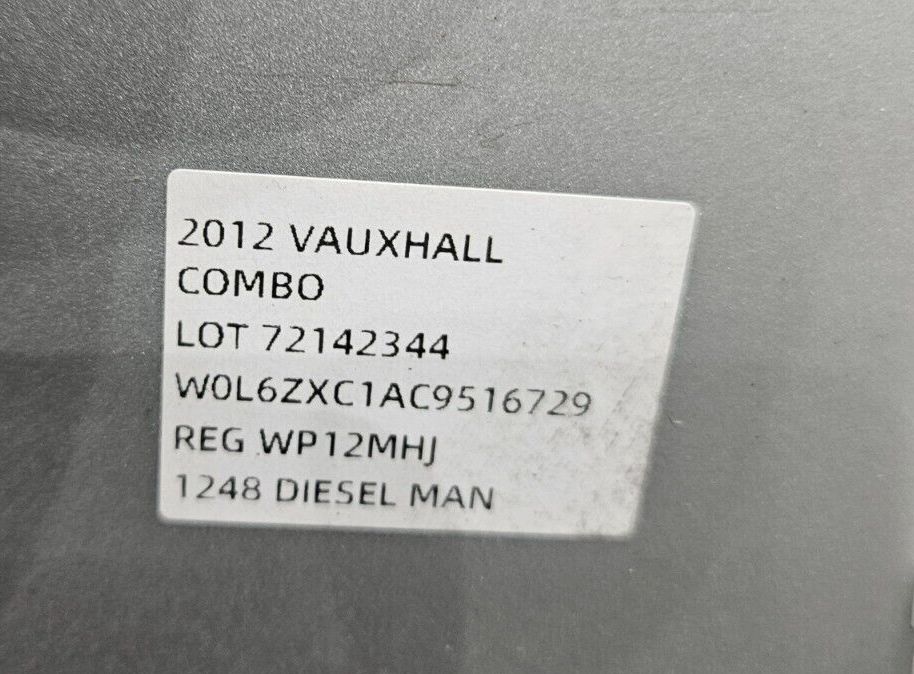 2012 VAUXHALL
COMBO
LOT 72142344
W0L6ZXC1AC9516729
REG WP12MHJ
1248 DIESEL MAN